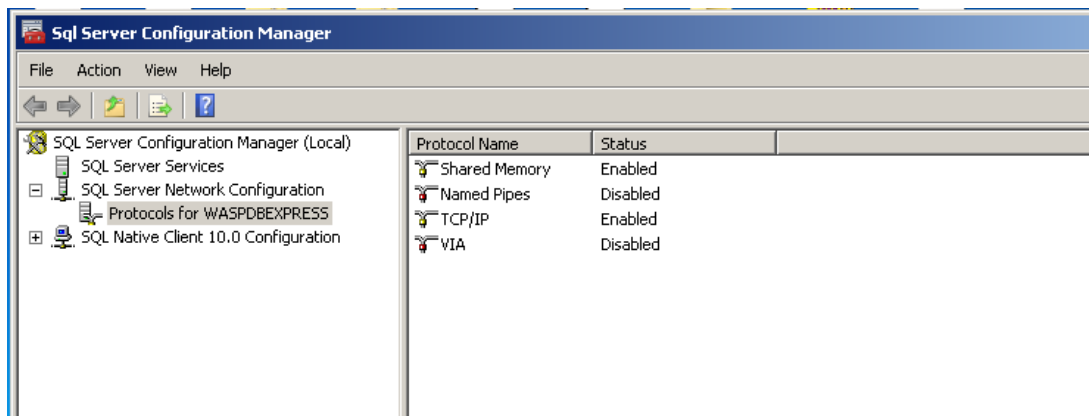 Sql Server Configuration Manager
File Action View Help
SQL Server Configuration Manager (Local)
SQL Server Services
SQL Server Network Configuration
Protocols for WASPDBEXPRESS
SQL Native Client 10.0 Configuration
Protocol Name Status
Shared Memory Enabled
Named Pipes Disabled
TCP/IP Enabled
VIA Disabled